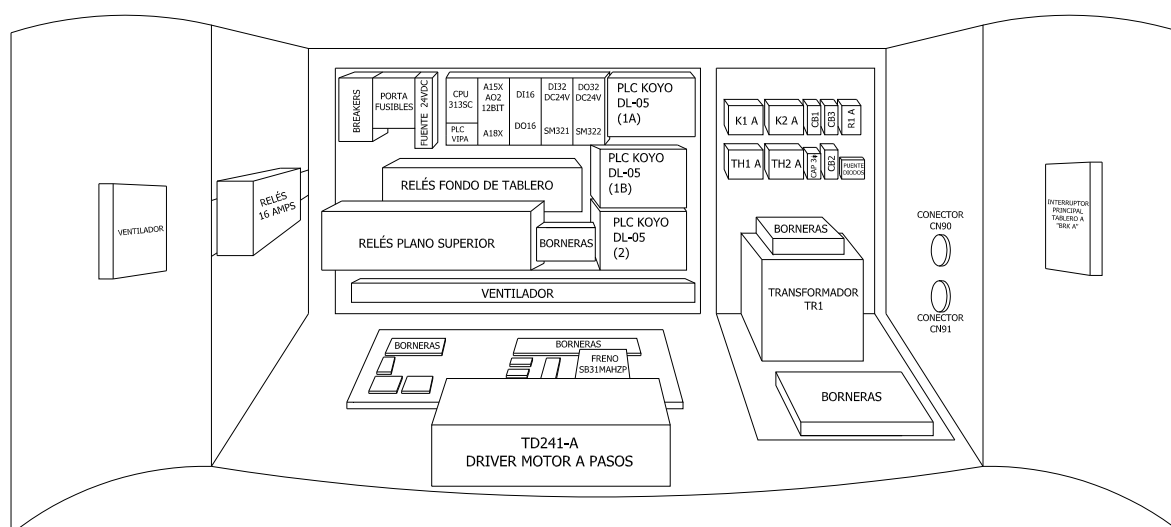 VENTILADOR
RELÉS
16 AMPS
BREAKERS
PORTA
FUSIBLES
FUENTE 24VDC
CPU
313SC
PLC
VIPA
A15X
AO2
12BIT
A18X
DI16
DO16
DI32
DC24V
SM321
DO32
DC24V
SM322
PLC KOYO
DL-05
(1A)
RELÉS FONDO DE TABLERO
PLC KOYO
DL-05
(1B)
RELÉS PLANO SUPERIOR
BORNERAS
PLC KOYO
DL-05
(2)
VENTILADOR
K1 A
K2 A
CB1
CB3
R1 A
TH1 A
TH2 A
CAP 3ɸ
CB2
PUENTE
DIODOS
BORNERAS
TRANSFORMADOR
TR1
BORNERAS
CONECTOR
CN90
CONECTOR
CN91
INTERRUPTOR
PRINCIPAL
TABLERO A
"BRK A"
BORNERAS
BORNERAS
FRENO
SB31MAHZP
TD241-A
DRIVER MOTOR A PASOS